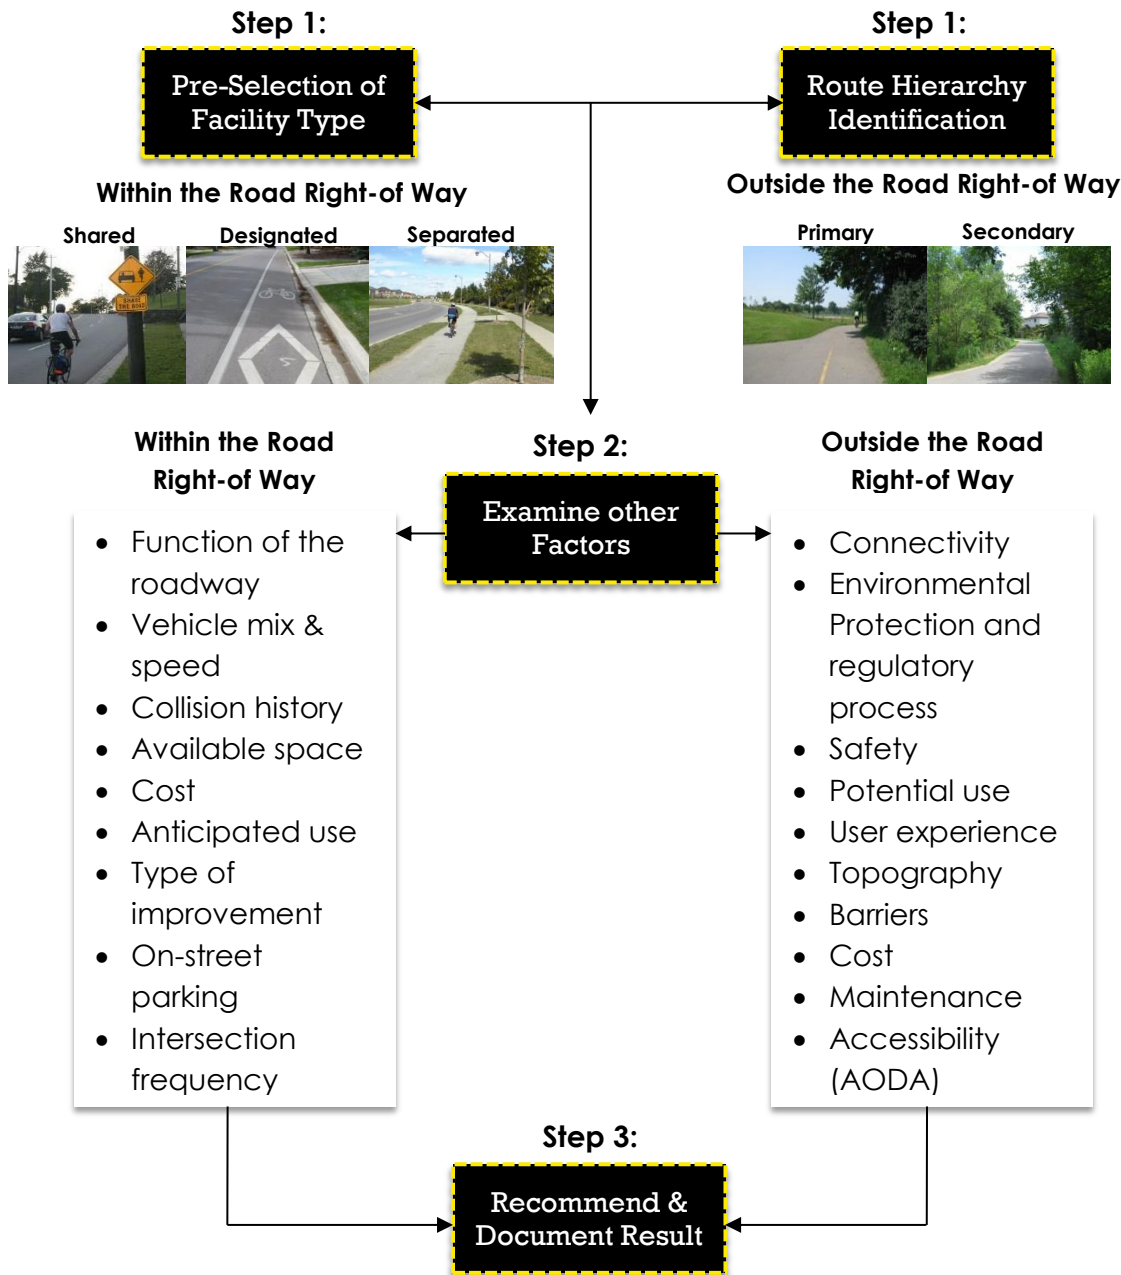 Step 1:
Pre-Selection of
Facility Type
Within the Road Right-of Way
Shared
Designated
Separated
SHARE
THE ROAD
Step 1:
Route Hierarchy
Identification
Outside the Road Right-of Way
Primary
Secondary
Step 2:
Examine other
Factors
Within the Road
Right-of Way
• Function of the
roadway
• Vehicle mix &
speed
• Collision history
• Available space
• Cost
• Anticipated use
• Type of
improvement
• On-street
parking
• Intersection
frequency
Outside the Road
Right-of Way
• Connectivity
• Environmental
Protection and
regulatory
process
• Safety
• Potential use
• User experience
• Topography
• Barriers
• Cost
• Maintenance
• Accessibility
(AODA)
Step 3:
Recommend &
Document Result